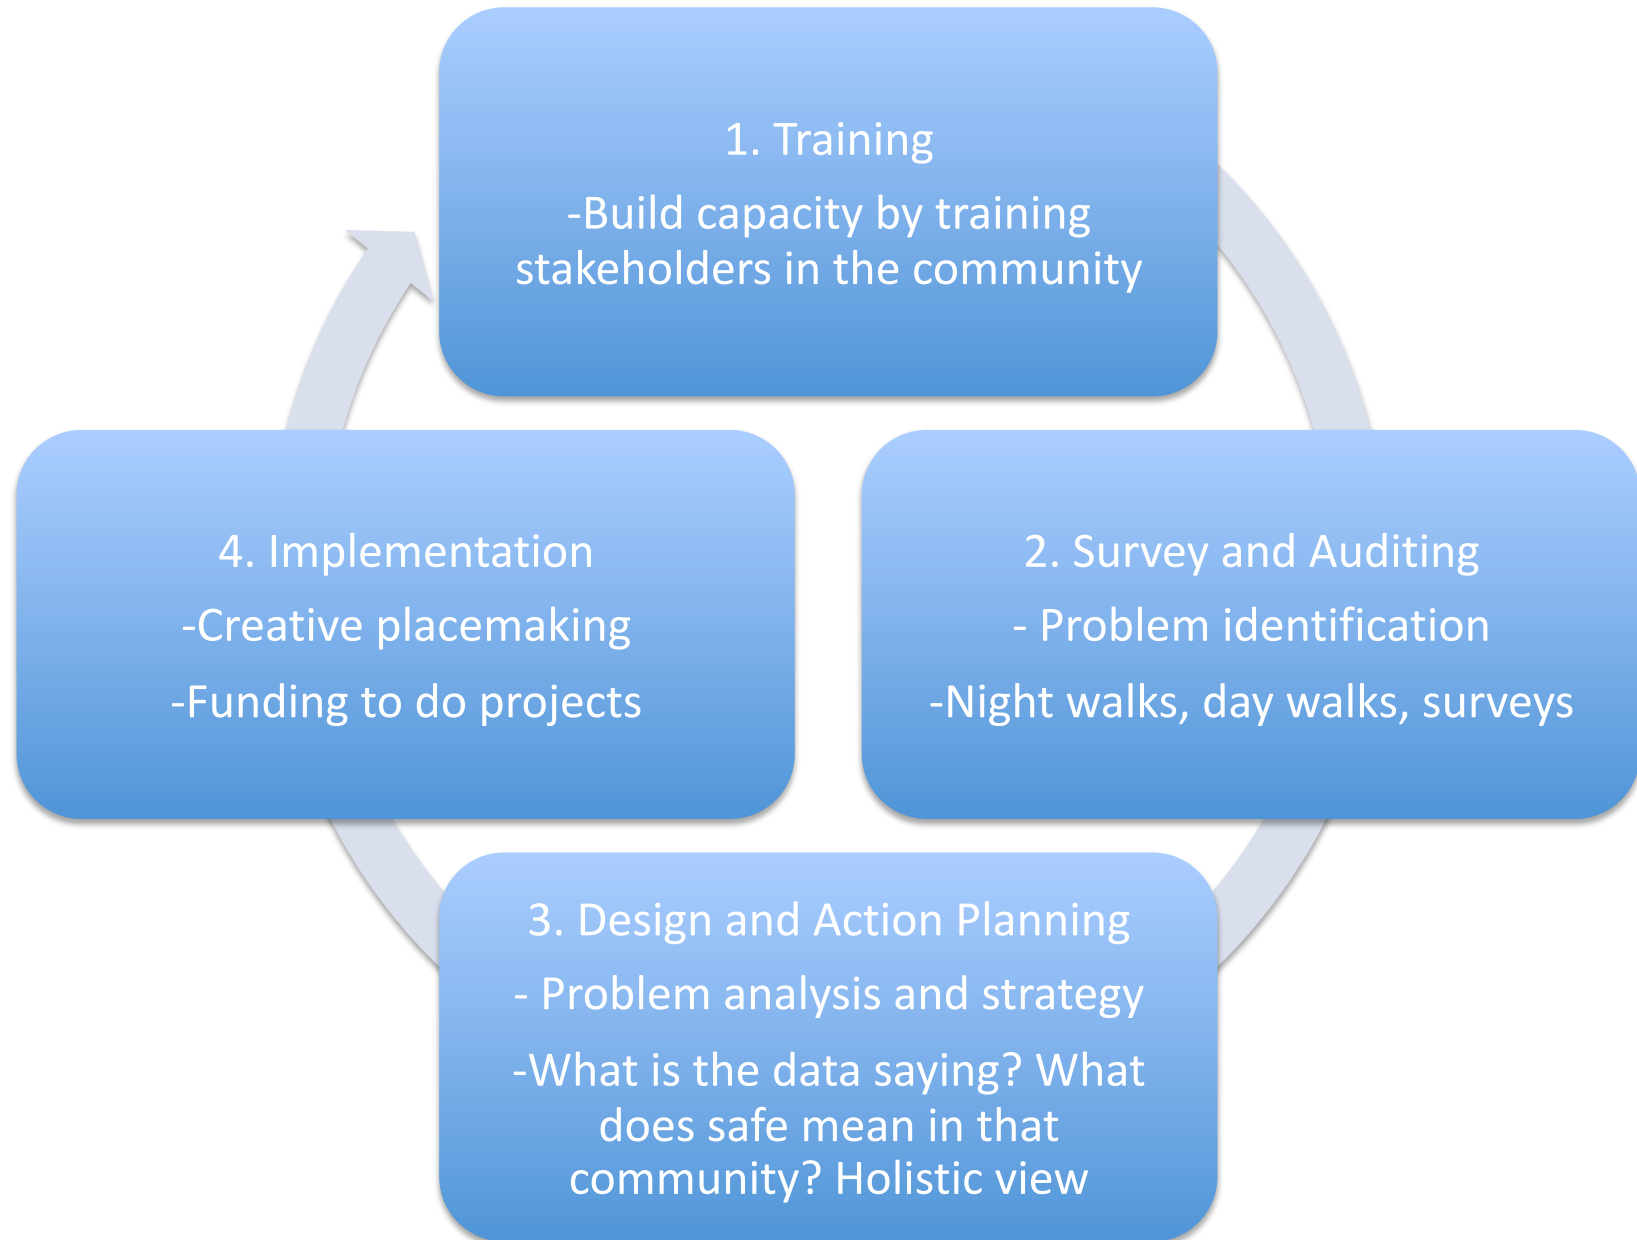 1. Training
-Build capacity by training
stakeholders in the community
2. Survey and Auditing
- Problem identification
-Night walks, day walks, surveys
3. Design and Action Planning
- Problem analysis and strategy
-What is the data saying? What
does safe mean in that
community? Holistic view
4. Implementation
-Creative placemaking
-Funding to do projects